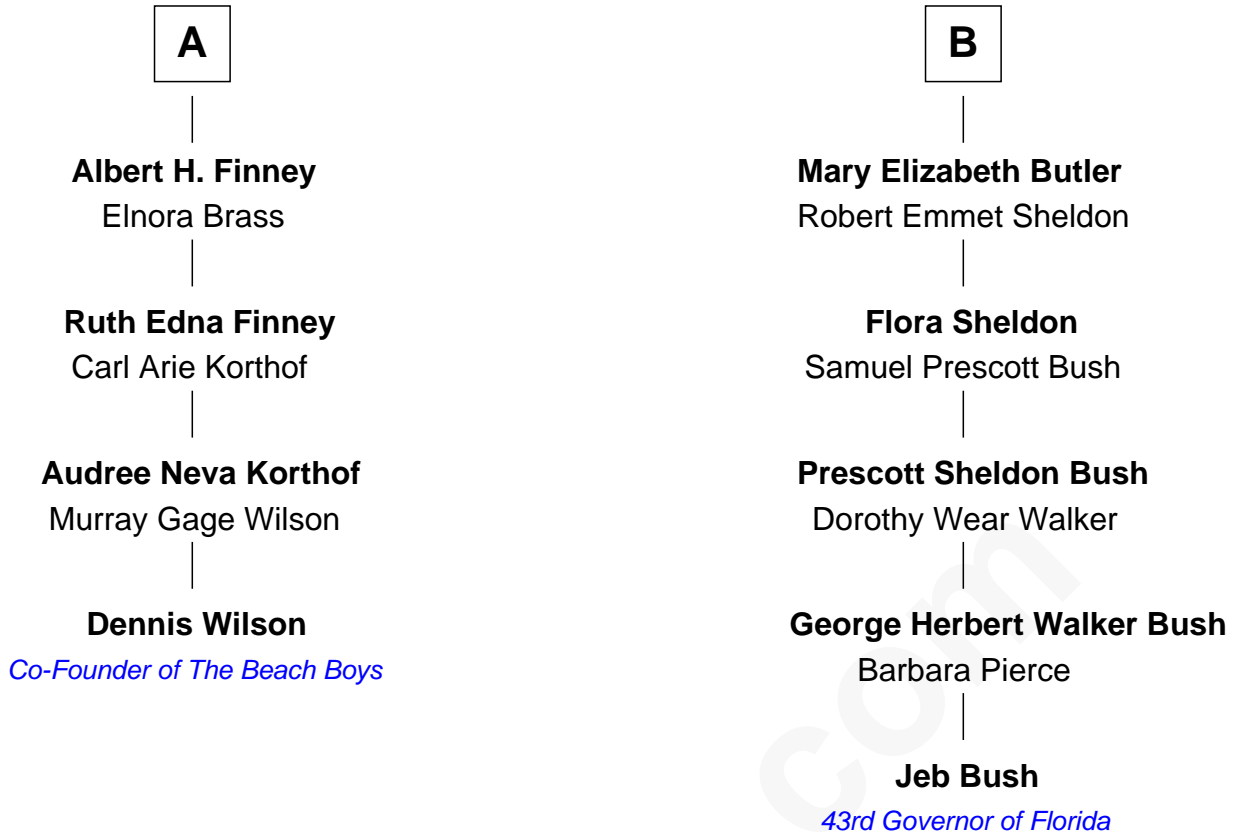 A
Albert H. Finney
Elnora Brass
Ruth Edna Finney
Carl Arie Korthof
Audree Neva Korthof
Murray Gage Wilson
Dennis Wilson
Co-Founder of The Beach Boys
B
Mary Elizabeth Butler
Robert Emmet Sheldon
Flora Sheldon
Samuel Prescott Bush
Prescott Sheldon Bush
Dorothy Wear Walker
George Herbert Walker Bush
Barbara Pierce
Jeb Bush
43rd Governor of Florida
com